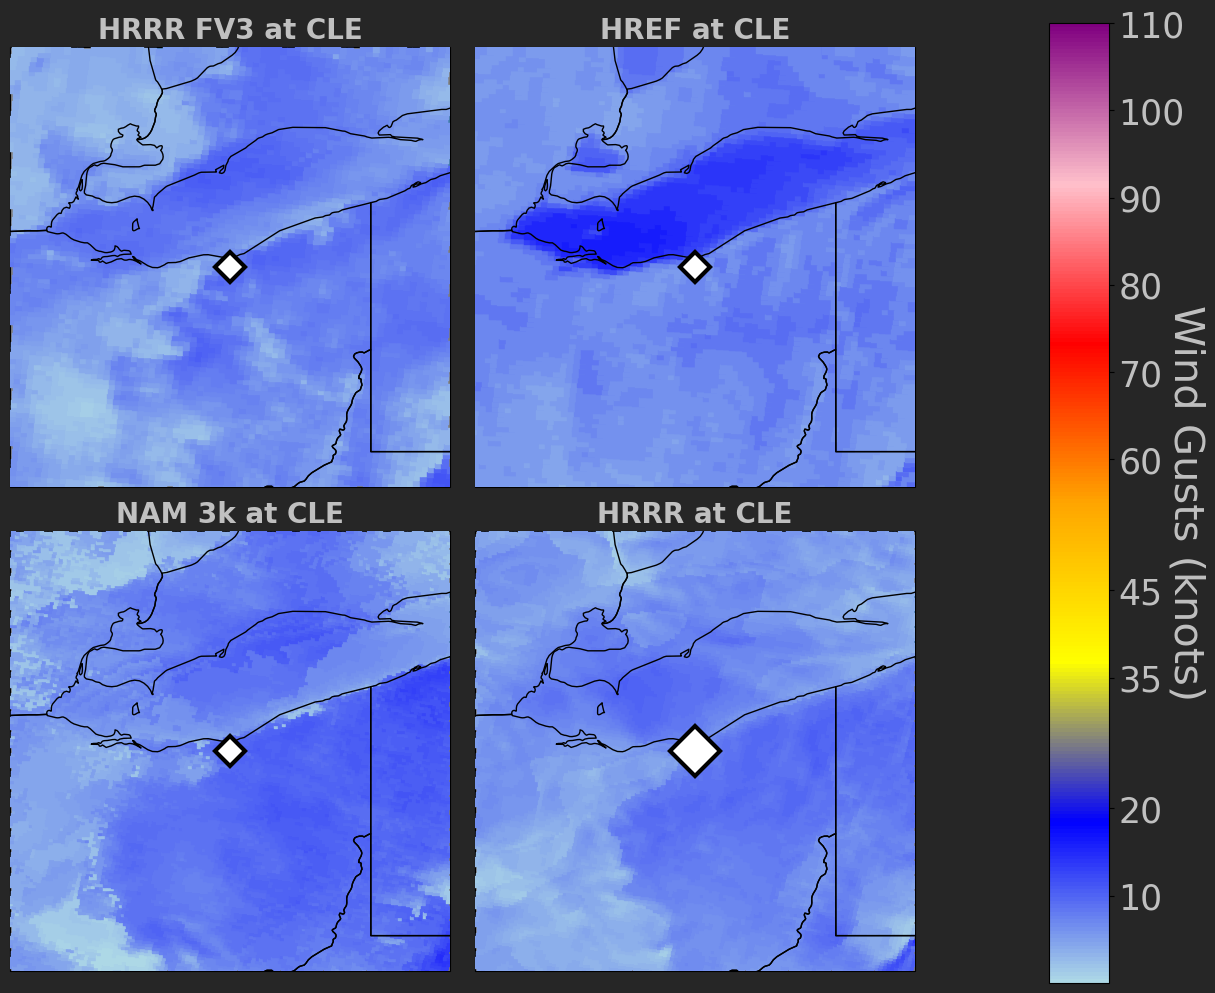 HRRR FV3 at CLE
HREF at CLE
NAM 3k at CLE
HRRR at CLE
110
100
90
80
70
60
45
35
20
10
Wind Gusts (knots)